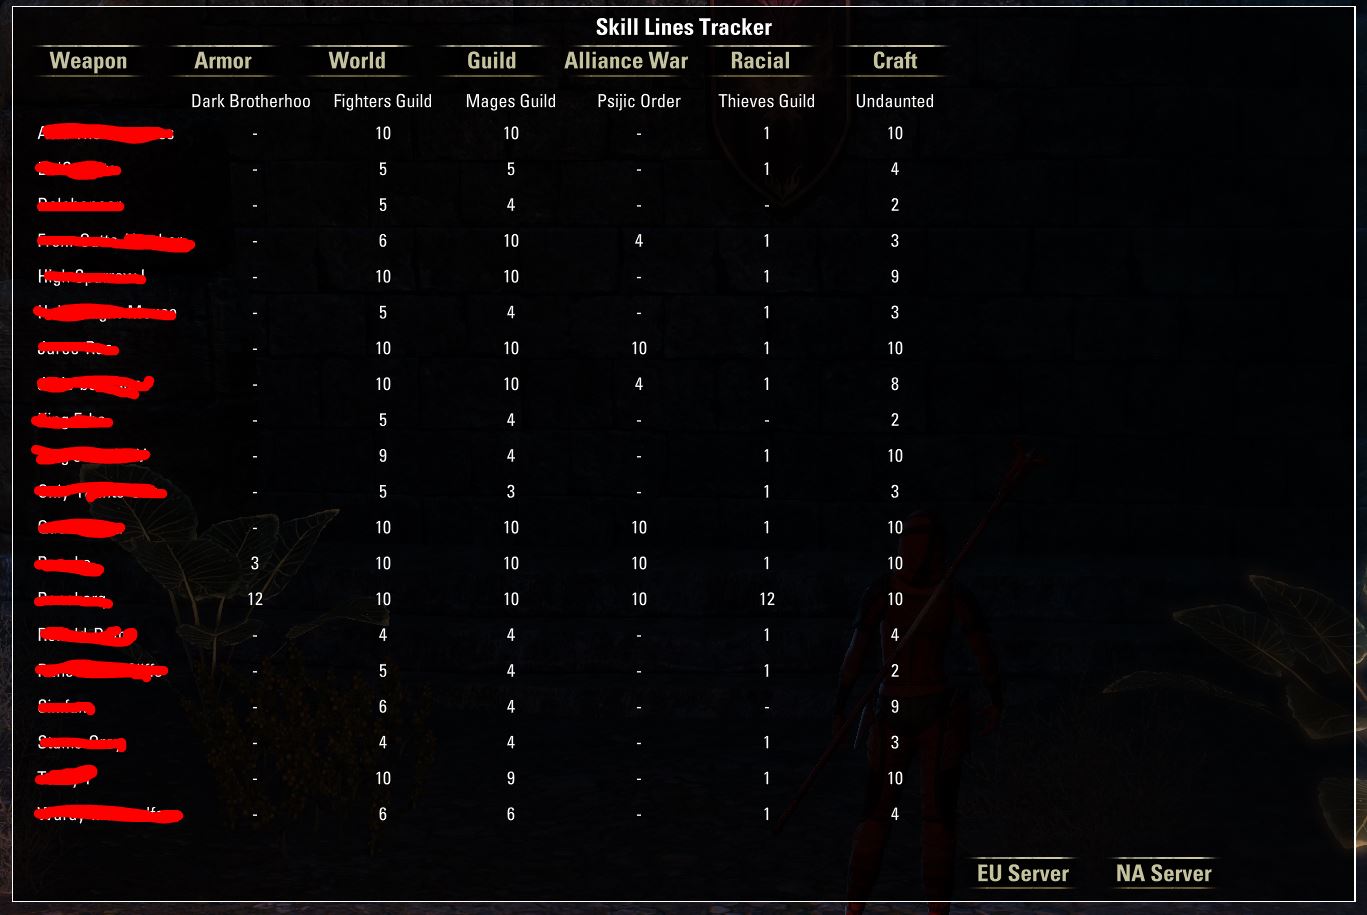 Skill Lines Tracker
Weapon Armor World Guild Alliance War Racial Craft
Dark Brotherhoo Fighters Guild Mages Guild Psijic Order Thieves Guild Undaunted
- 10 10 - 1 10
- 5 5 - 1 4
- 5 4 - - 2
- 6 10 4 1 3
- 10 10 - 1 9
- 5 4 - 1 3
- 10 10 10 1 10
- 10 10 4 1 8
- 5 4 - - 2
- 9 4 - 1 10
- 5 3 - 1 3
- 10 10 10 1 10
3 10 10 10 1 10
12 10 10 10 12 10
- 4 4 - 1 4
- 5 4 - 1 2
- 6 4 - - 9
- 4 4 - 1 3
- 10 9 - 1 10
- 6 6 - 1 4
EU Server NA Server